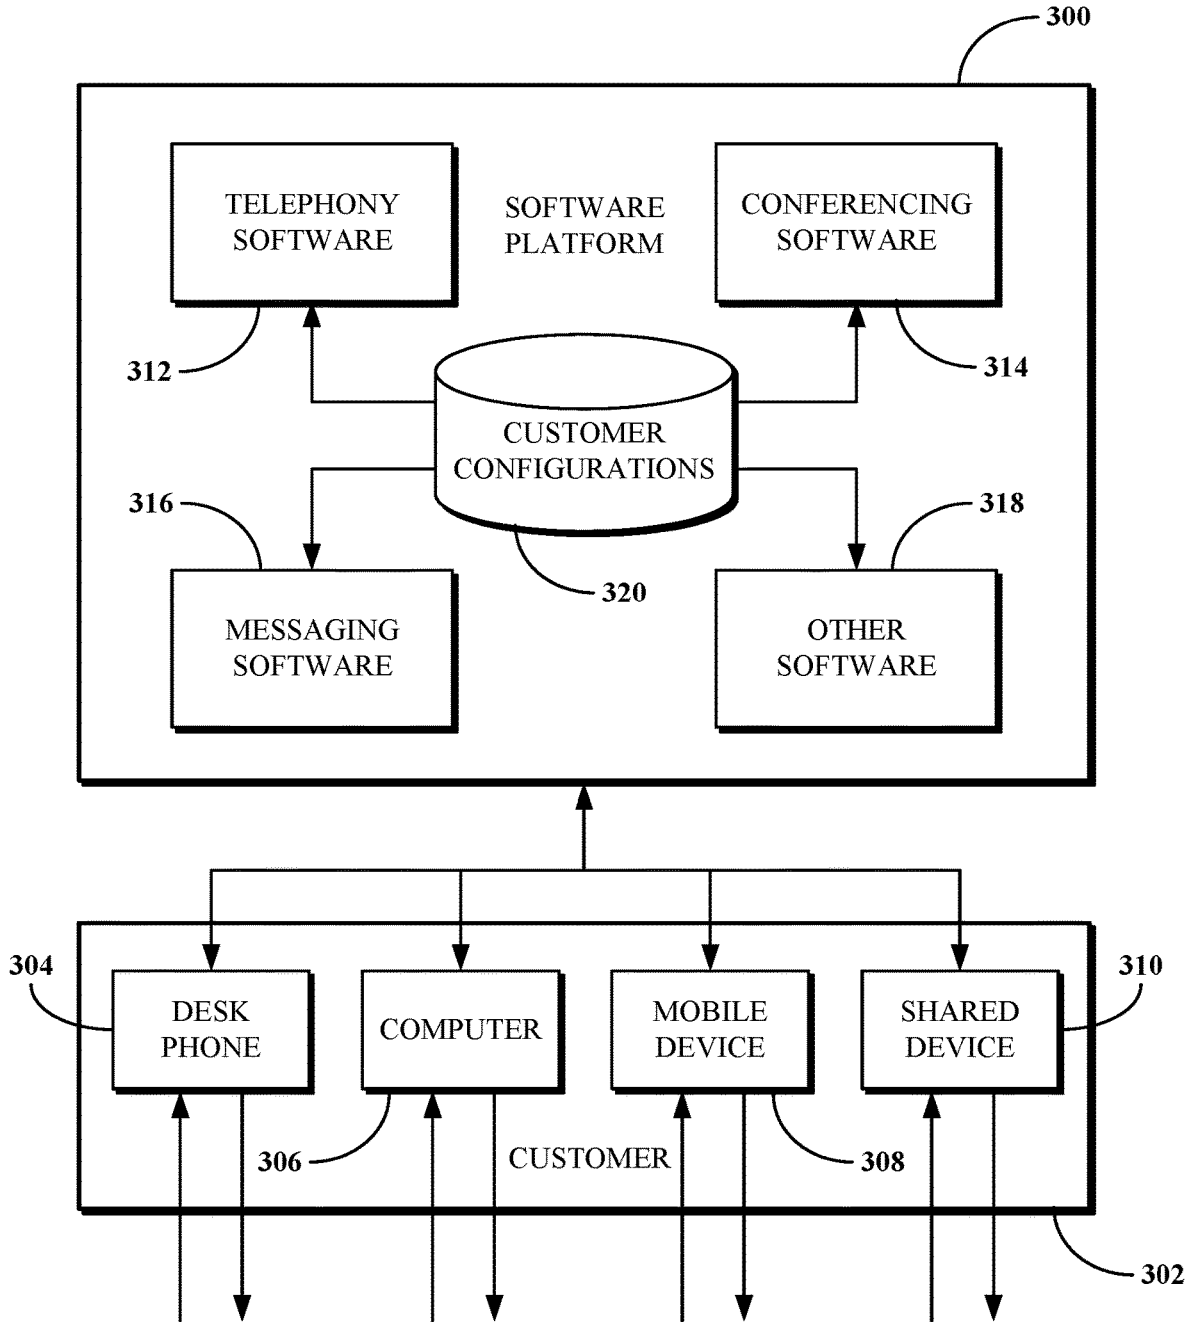 300
TELEPHONY
SOFTWARE
SOFTWARE
PLATFORM
CONFERENCING
SOFTWARE
312
314
CUSTOMER
CONFIGURATIONS
316
318
320
MESSAGING
SOFTWARE
OTHER
SOFTWARE
304
310
DESK
PHONE
COMPUTER
MOBILE
DEVICE
SHARED
DEVICE
306
CUSTOMER
308
302